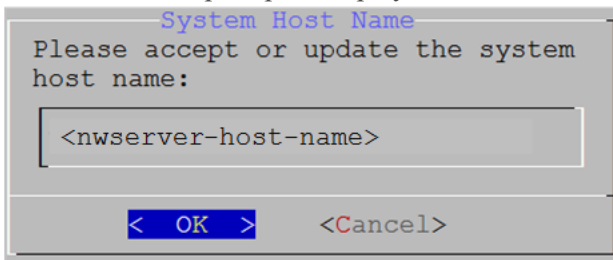 System Host Name
Please accept or update the system
host name:
<nwserver-host-name>
< OK > <Cancel>